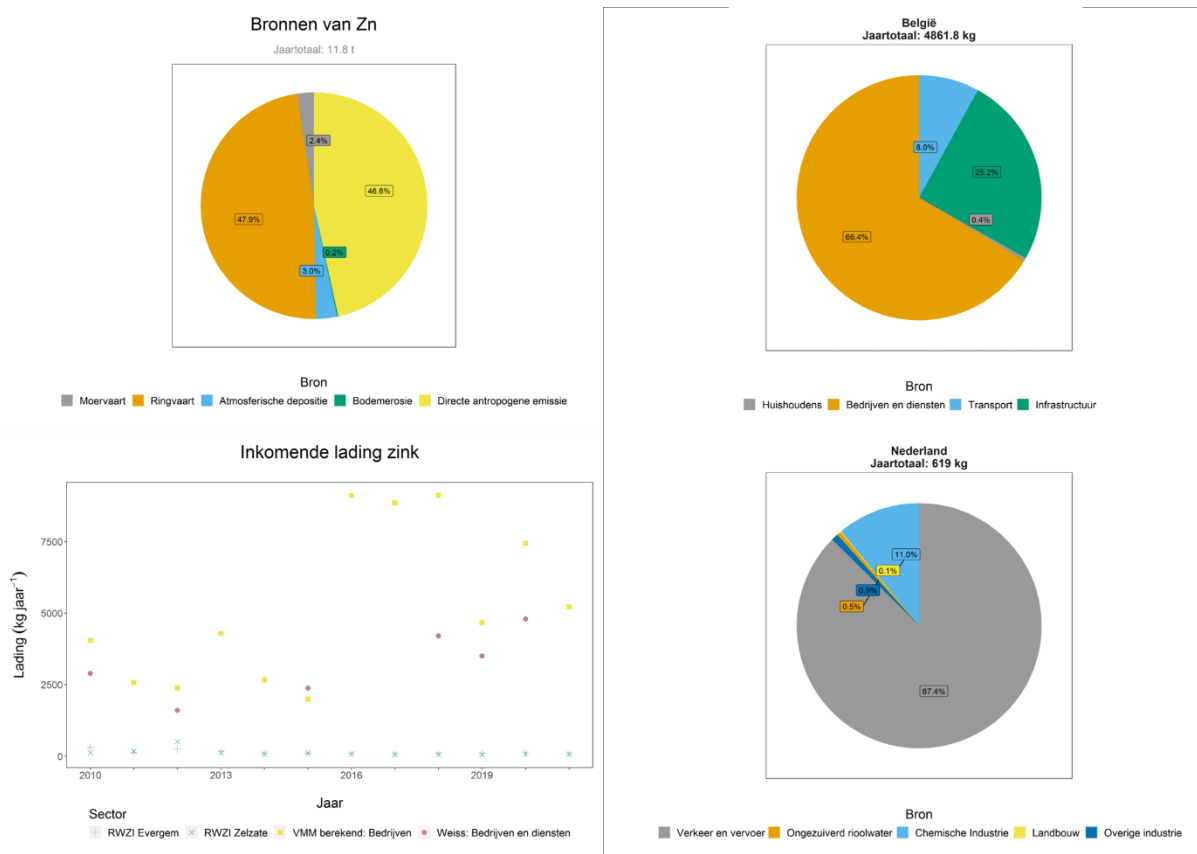 Bronnen van Zn
Jaartotaal: 11.8 t
2.4%
46.6%
47.9%
0.2%
3.0%
Bron
Moervaart Ringvaart Atmosferische depositie Bodemerosie Directe antropogene emissie
België
Jaartotaal: 4861.8 kg
8.0%
25.2%
0.4%
66.4%
Bron
Huishoudens Bedrijven en diensten Transport Infrastructuur
Inkomende lading zink
Lading (kg jaar⁻¹)
7500
5000
2500
0
2010 2013 2016 2019
Jaar
Sector
RWZI Evergem RWZI Zelzate VMM berekend: Bedrijven Weiss: Bedrijven en diensten
Nederland
Jaartotaal: 619 kg
11.0%
0.1%
0.9%
0.5%
87.4%
Bron
Verkeer en vervoer Ongezuiverd rioolwater Chemische Industrie Landbouw Overige industrie